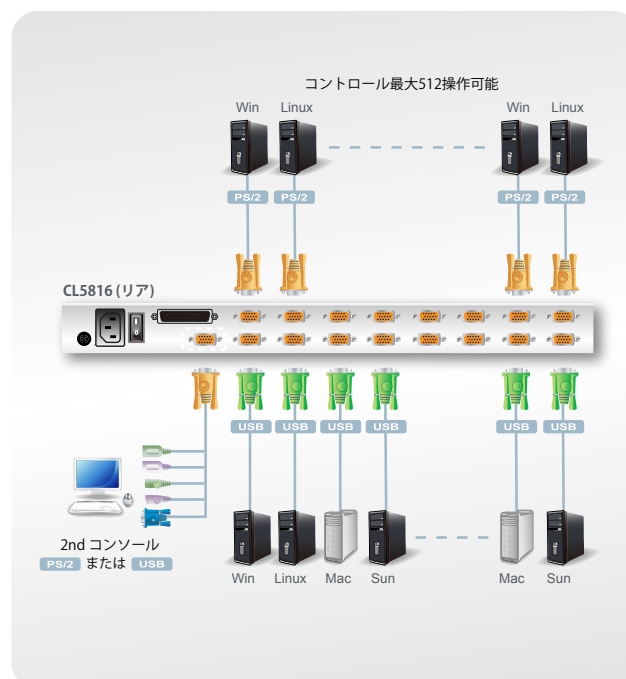 コントロール最大512操作可能
Win Linux Win Linux
PS/2 PS/2 PS/2 PS/2
CL5816 (リア)
USB USB USB USB USB USB
2nd コンソール
PS/2 または USB
Win Linux Mac Sun Mac Sun